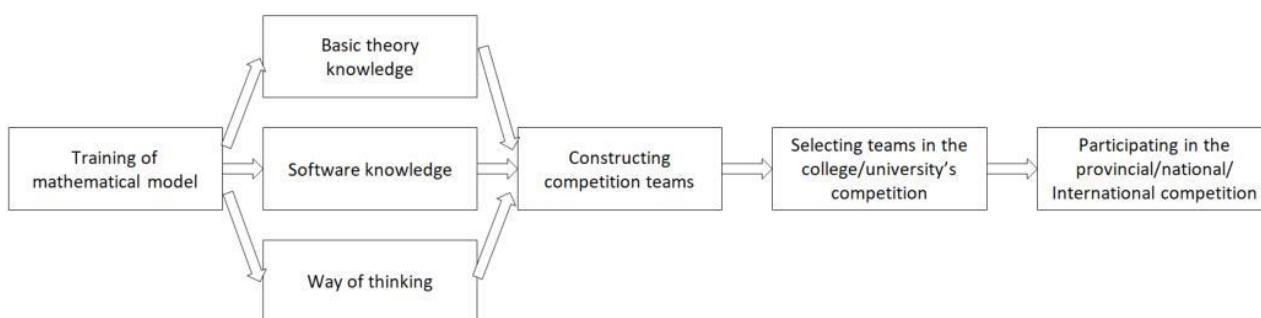 Basic theory
knowledge
Training of
mathematical model
Software knowledge
Constructing
competition teams
Selecting teams in the
college/university's
competition
Participating in the
provincial/national/
International competition
Way of thinking